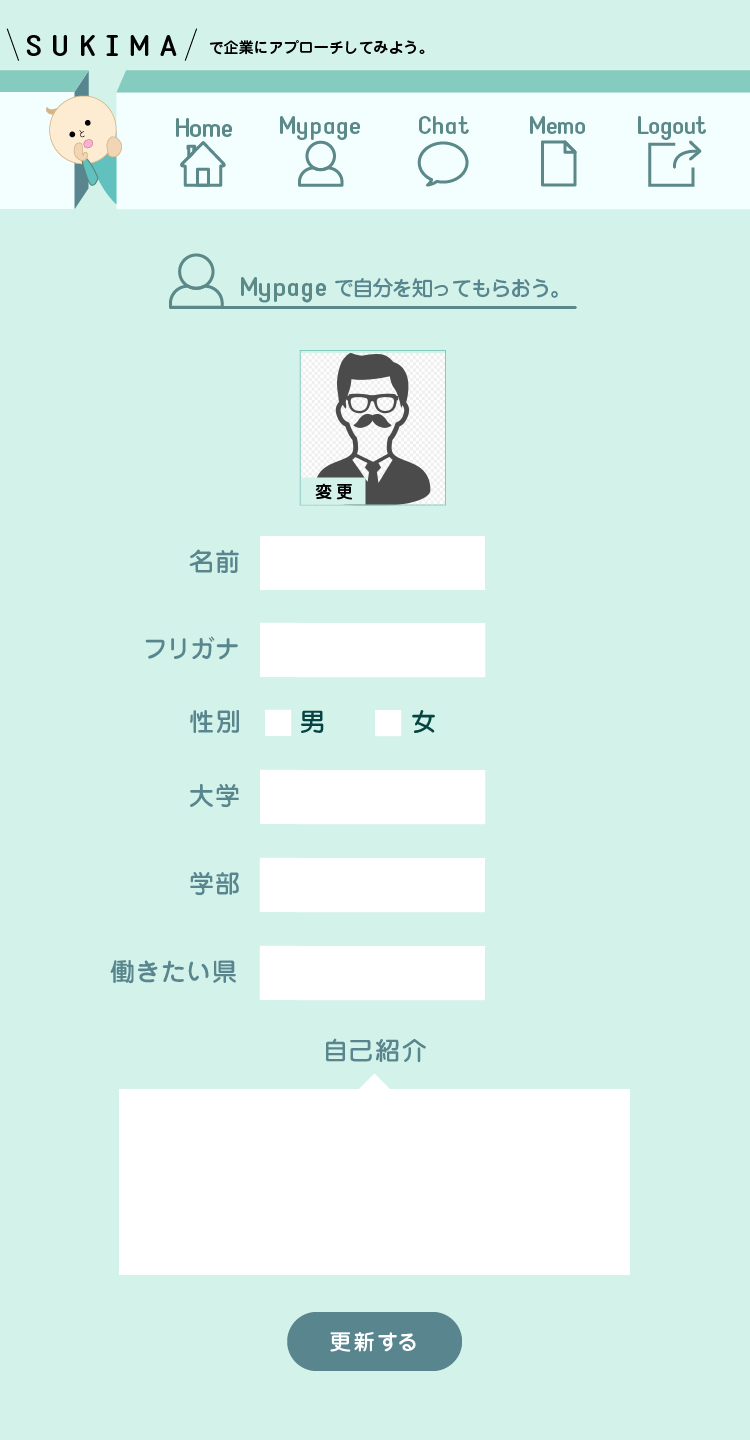 \ SUKIMA / で企業にアプローチしてみよう。
Home Mypage Chat Memo Logout
Mypage で自分を知ってもらおう。
変更
名前
フリガナ
性別 男 女
大学
学部
働きたい県
自己紹介
更新する